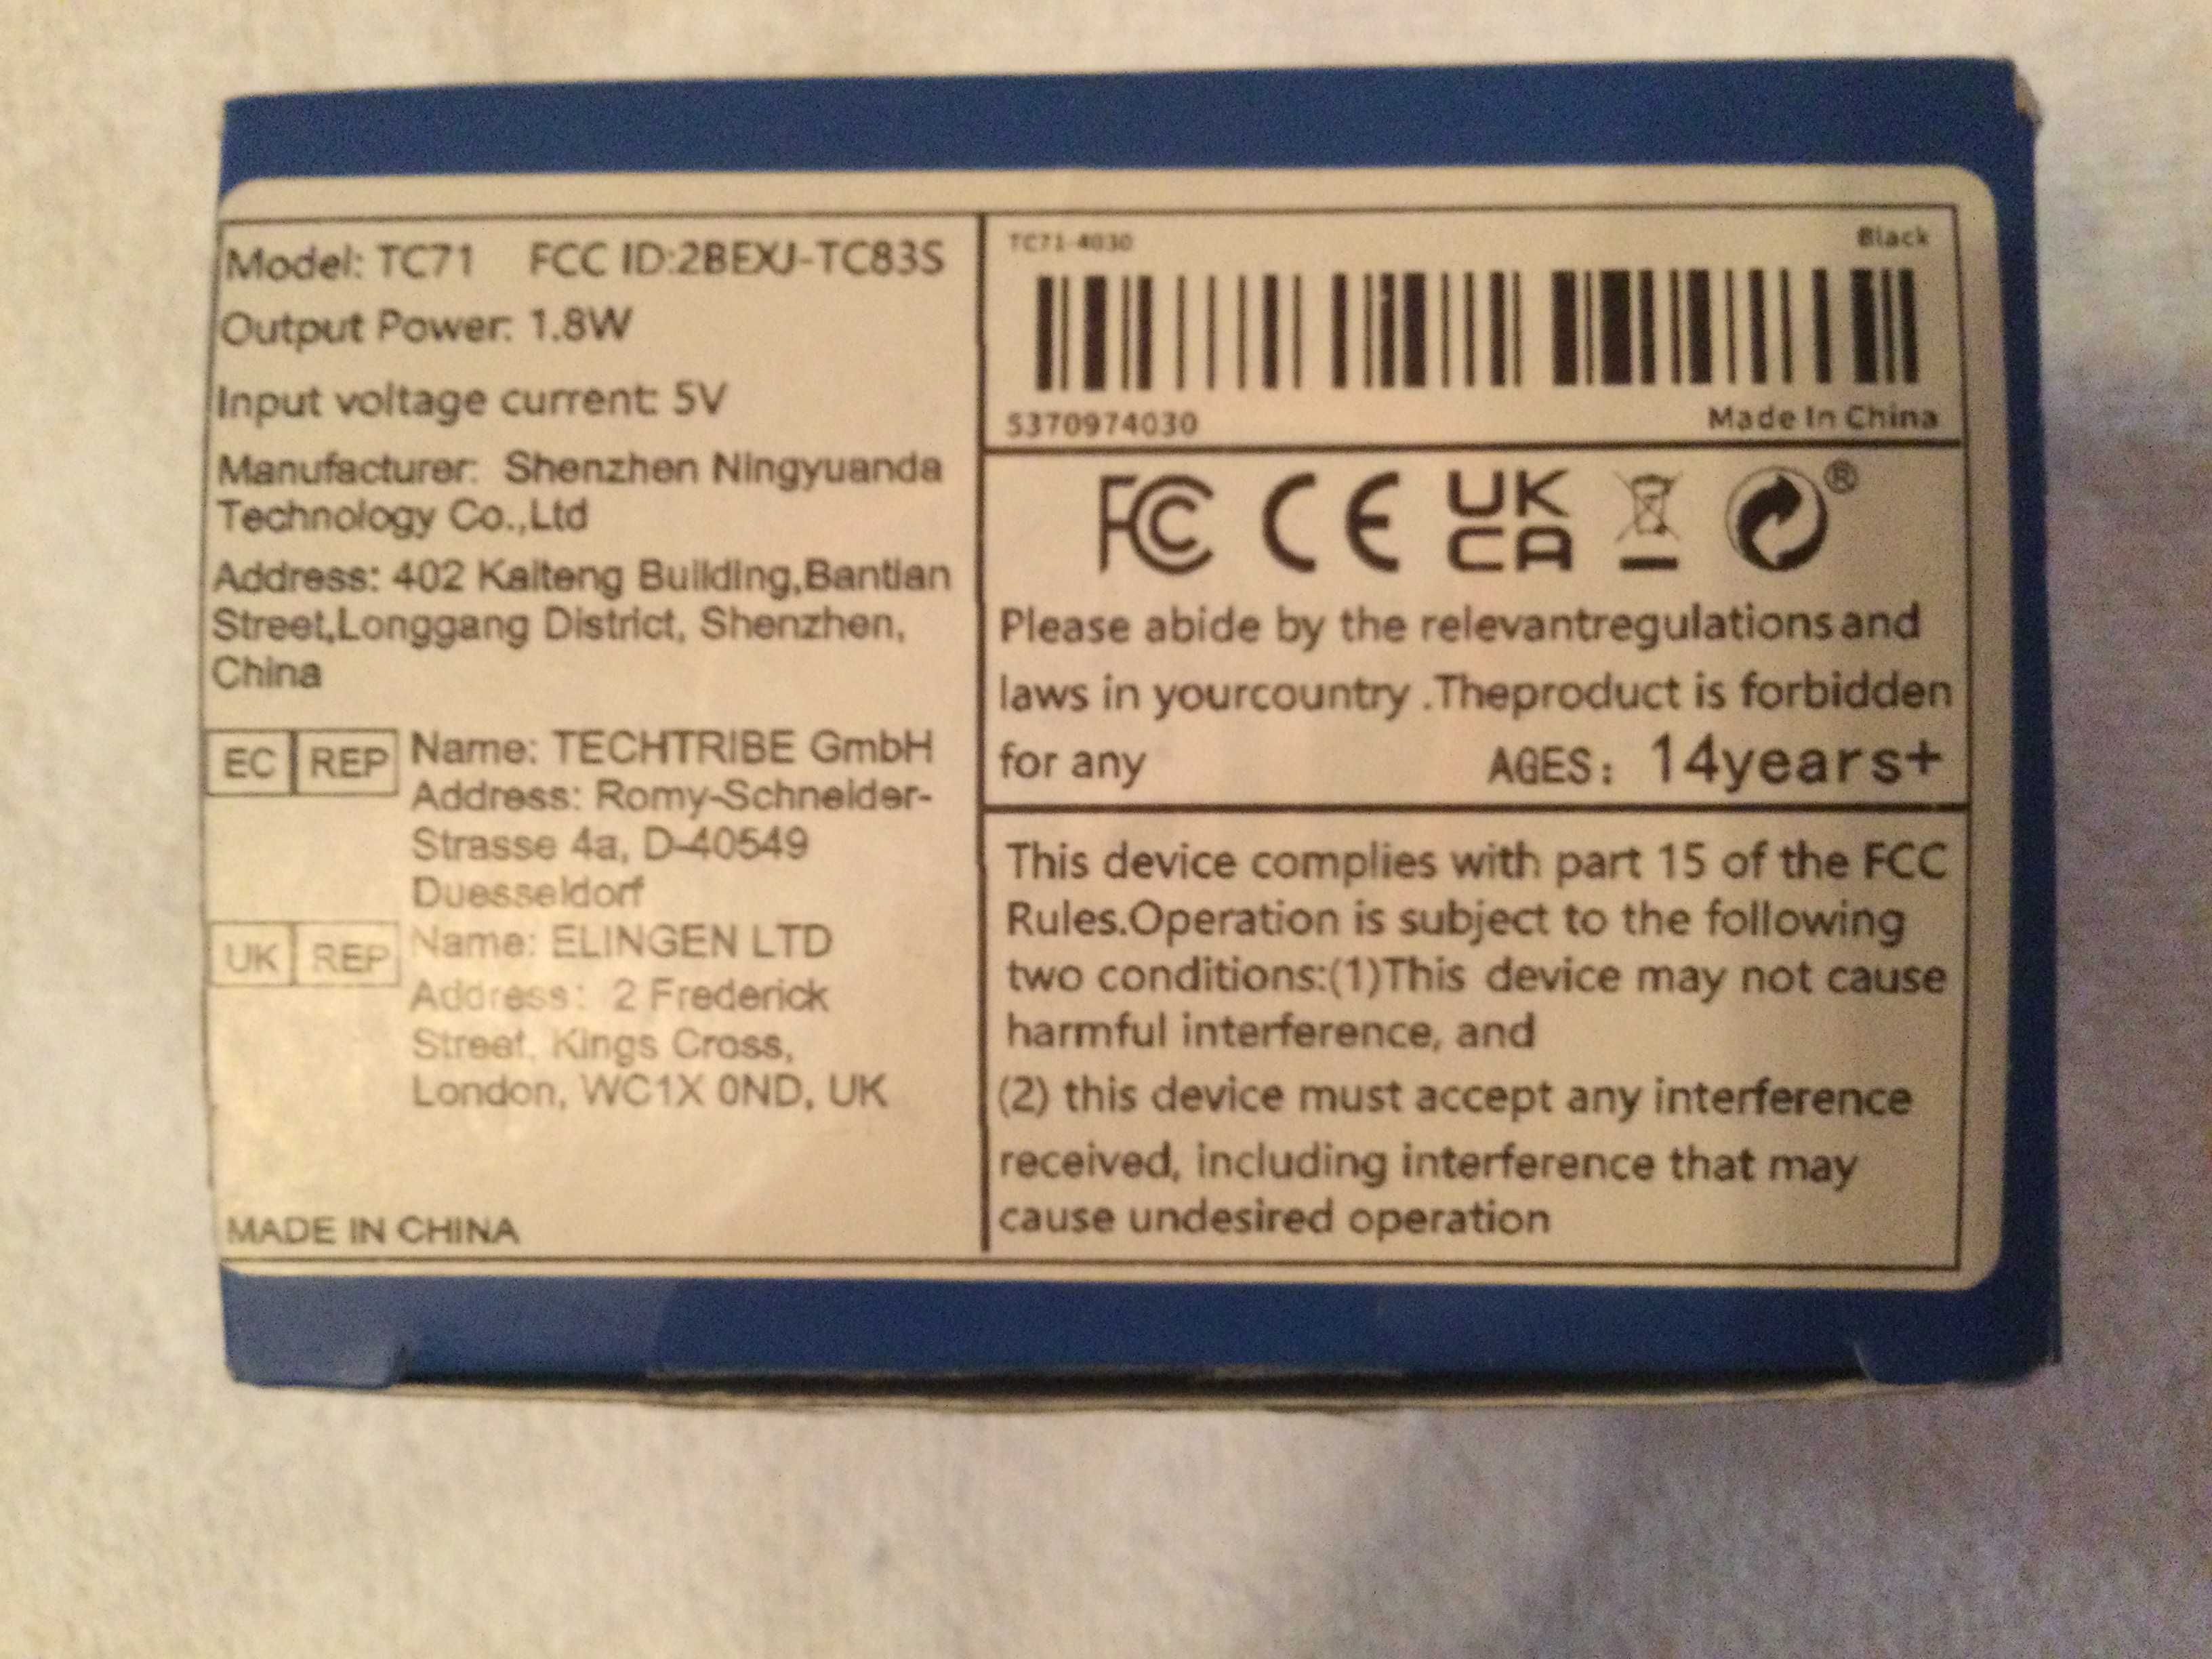 Model: TC71 FCC ID:2BEXJ-TC83S
Output Power: 1.8W
Input voltage current: 5V
Manufacturer: Shenzhen Ningyuanda
Technology Co.,Ltd
Address: 402 Kaiteng Building,Bantian
Street,Longgang District, Shenzhen,
China
EC REP Name: TECHTRIBE GmbH
Address: Romy-Schneider-
Strasse 4a, D-40549
Duesseldorf
UK REP Name: ELINGEN LTD
Address: 2 Frederick
Street, Kings Cross,
London, WC1X 0ND, UK
MADE IN CHINA
TC71-4030 Black
5370974030 Made In China
FC CE UK CA ®
Please abide by the relevantregulationsand
laws in yourcountry .Theproduct is forbidden
for any AGES: 14years+
This device complies with part 15 of the FCC
Rules.Operation is subject to the following
two conditions:(1)This device may not cause
harmful interference, and
(2) this device must accept any interference
received, including interference that may
cause undesired operation